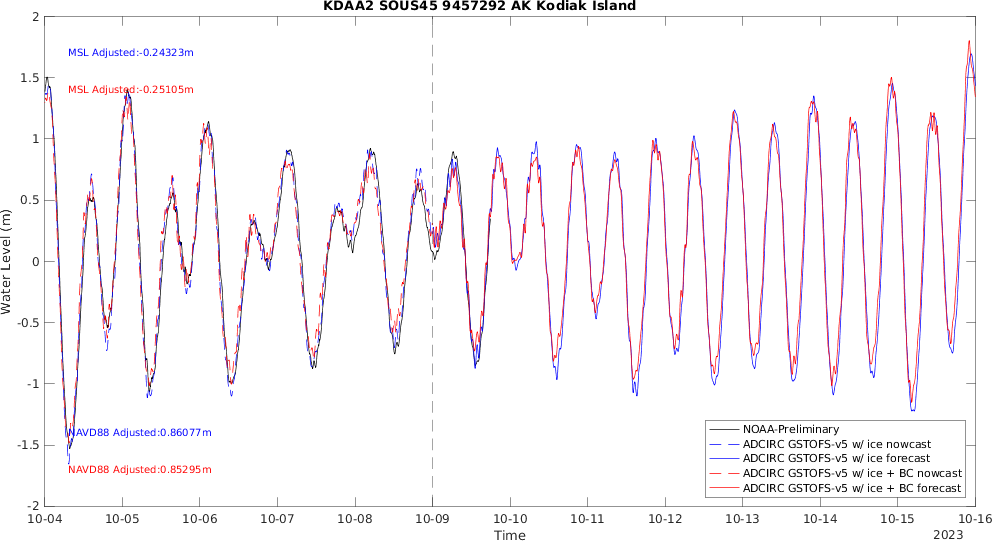 KDAA2 SOUS45 9457292 AK Kodiak Island
2
1.5
1
0.5
0
-0.5
-1
-1.5
-2
Water Level (m)
MSL Adjusted:-0.24323m
MSL Adjusted:-0.25105m
NAVD88 Adjusted:0.86077m
NAVD88 Adjusted:0.85295m
NOAA-Preliminary
ADCIRC GSTOFS-v5 w/ ice nowcast
ADCIRC GSTOFS-v5 w/ ice forecast
ADCIRC GSTOFS-v5 w/ ice + BC nowcast
ADCIRC GSTOFS-v5 w/ ice + BC forecast
10-04 10-05 10-06 10-07 10-08 10-09 10-10 10-11 10-12 10-13 10-14 10-15 10-16
Time
2023